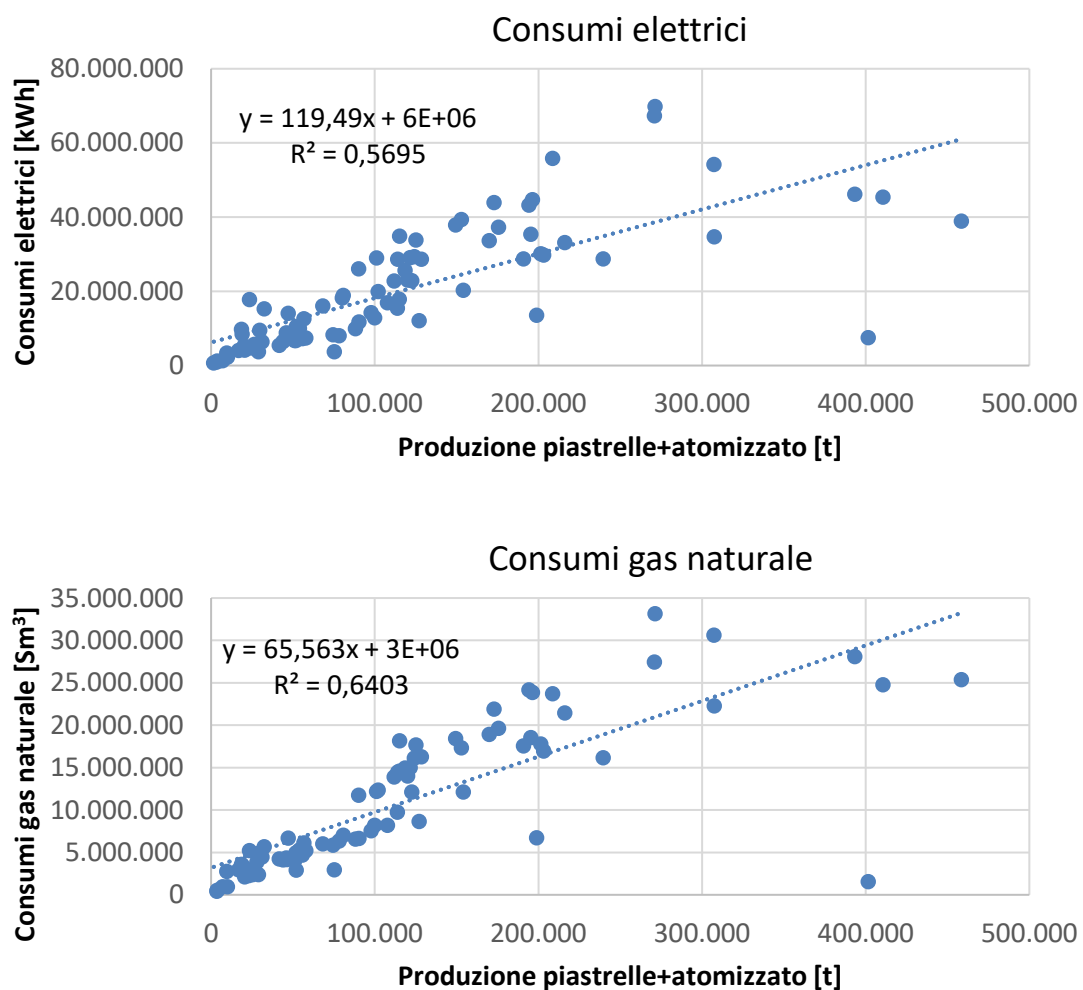 Consumi elettrici
80.000.000
60.000.000
40.000.000
20.000.000
0
Consumi elettrici [kWh]
y = 119,49x + 6E+06
R² = 0,5695
0 100.000 200.000 300.000 400.000 500.000
Produzione piastrelle+atomizzato [t]
Consumi gas naturale
35.000.000
30.000.000
25.000.000
20.000.000
15.000.000
10.000.000
5.000.000
0
Consumi gas naturale [Sm³]
y = 65,563x + 3E+06
R² = 0,6403
0 100.000 200.000 300.000 400.000 500.000
Produzione piastrelle+atomizzato [t]